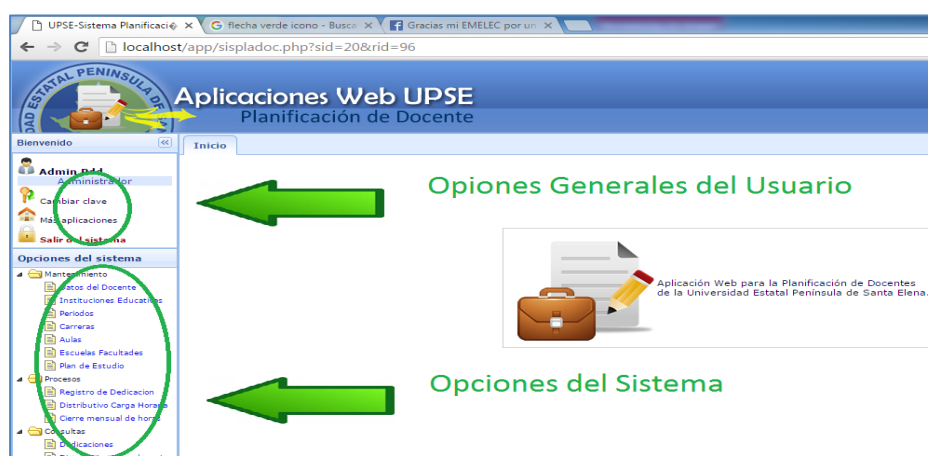 UPSE-Sistema Planificació
flecha verde icono - Busca
Gracias mi EMELEC por un
localhost/app/sispladoc.php?sid=20&rid=96
Aplicaciones Web UPSE
Planificación de Docente
Bienvenido
Inicio
Admin Pdd
Administrador
Cambiar clave
Más aplicaciones
Salir del sistema
Opciones del sistema
Mantenimiento
Datos del Docente
Instituciones Educativas
Periodos
Carreras
Aulas
Escuelas Facultades
Plan de Estudio
Procesos
Registro de Dedicacion
Distributivo Carga Horaria
Cierre mensual de horas
Consultas
Dedicaciones
Opiones Generales del Usuario
Aplicación Web para la Planificación de Docentes
de la Universidad Estatal Península de Santa Elena.
Opciones del Sistema